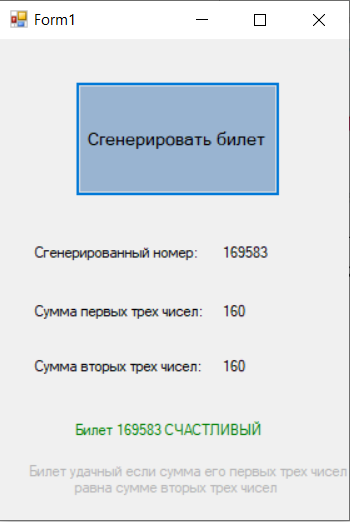 Form1
Сгенерировать билет
Сгенерированный номер: 169583
Сумма первых трех чисел: 160
Сумма вторых трех чисел: 160
Билет 169583 СЧАСТЛИВЫЙ
Билет удачный если сумма его первых трех чисел
равна сумме вторых трех чисел